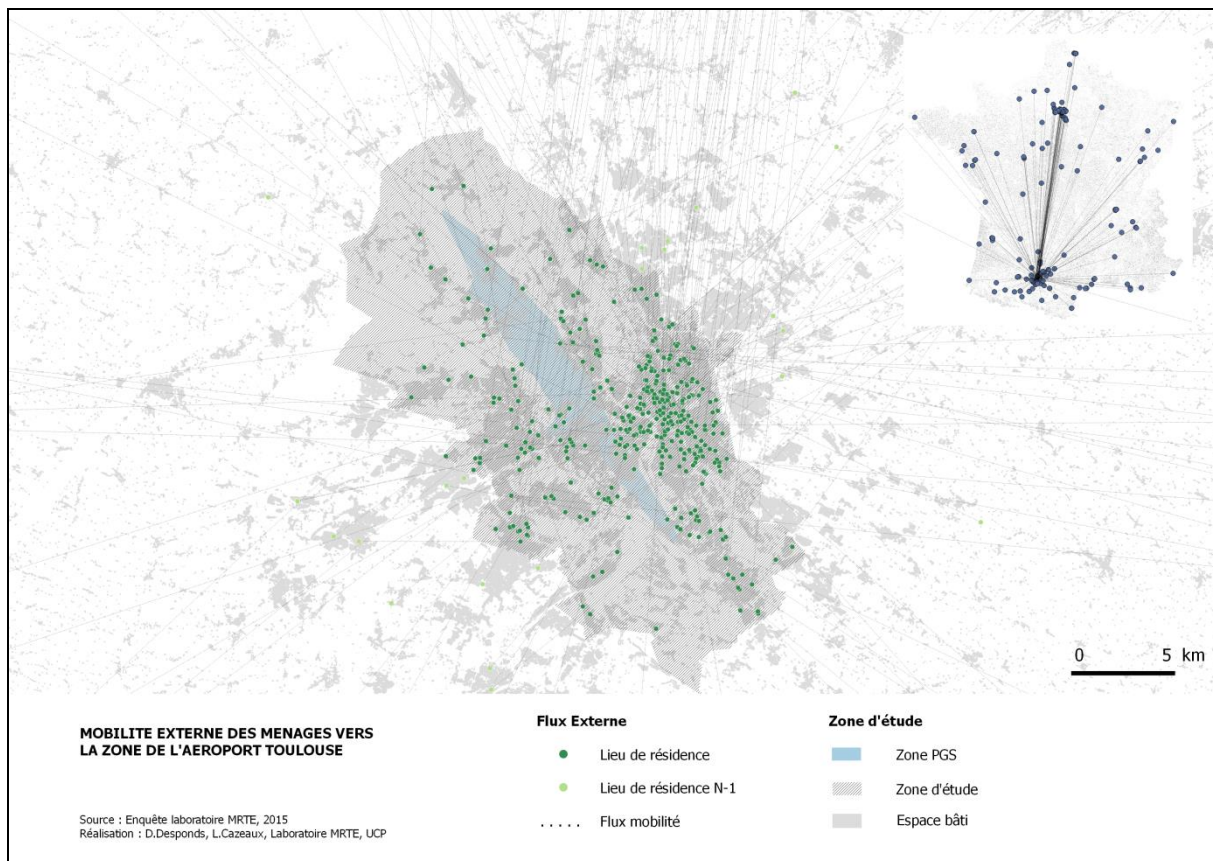 0 5 km
MOBILITE EXTERNE DES MENAGES VERS
LA ZONE DE L'AEROPORT TOULOUSE
Source : Enquête laboratoire MRTE, 2015
Réalisation : D.Desponds, L.Cazeaux, Laboratoire MRTE, UCP
Flux Externe
Lieu de résidence
Lieu de résidence N-1
Flux mobilité
Zone d'étude
Zone PGS
Zone d'étude
Espace bâti